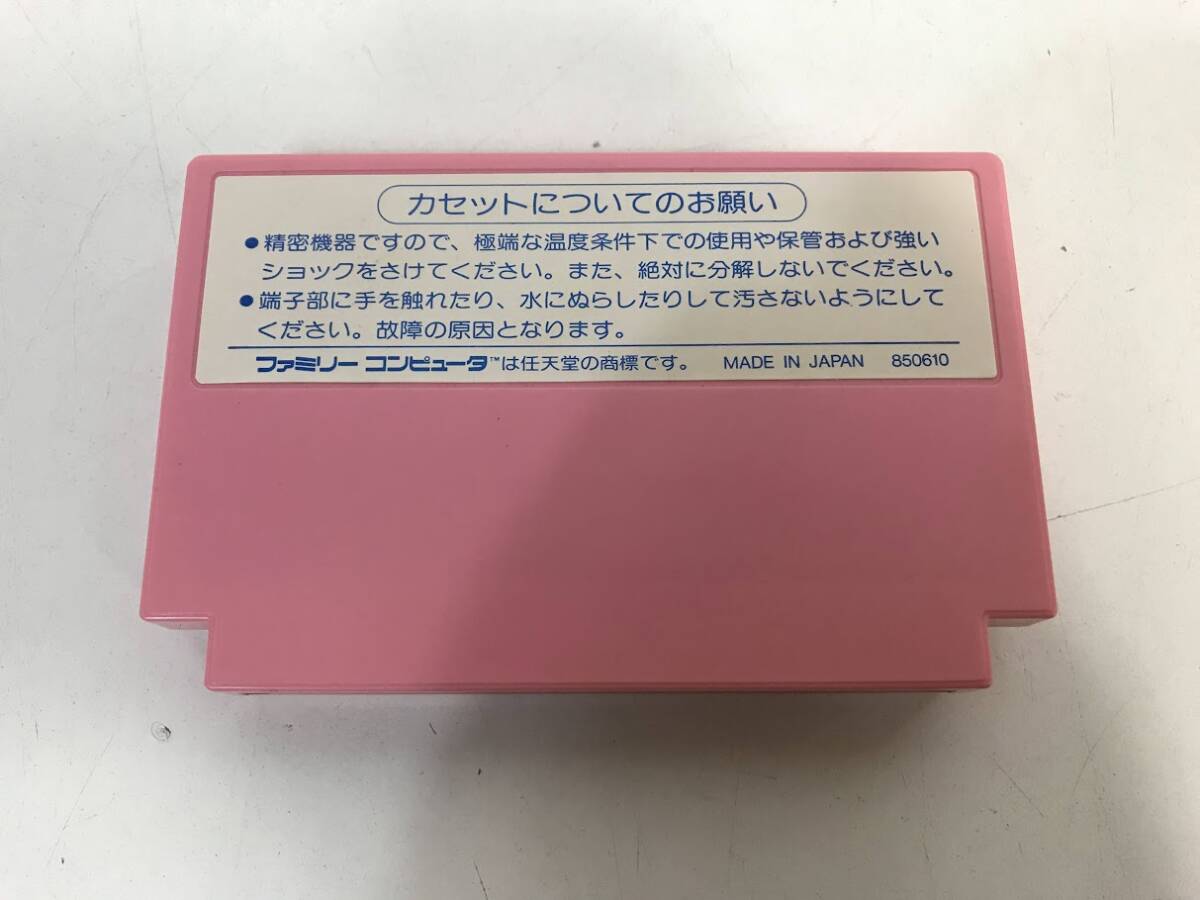 カセットについてのお願い
●精密機器ですので、極端な温度条件下での使用や保管および強い
ショックをさけてください。また、絶対に分解しないでください。
●端子部に手を触れたり、水にぬらしたりして汚さないようにして
ください。故障の原因となります。
ファミリー コンピュータ™は任天堂の商標です。 MADE IN JAPAN 850610